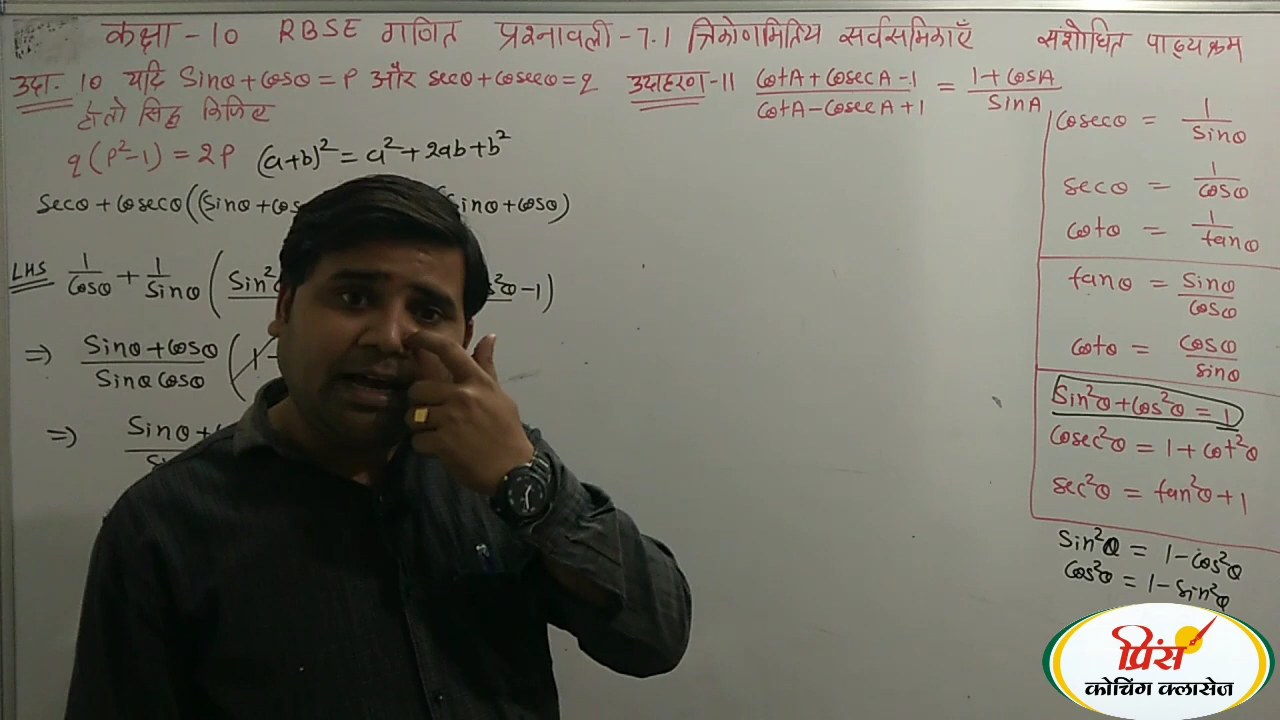 कक्षा - 10 RBSE गणित प्रश्नावली - 7.1 त्रिकोणमितिय सर्वसमिकाएँ संशोधित पाठ्यक्रम
उदा. 10 यदि Sinθ + Cosθ = P और secθ + Cosecθ = q
हो तो सिद्ध किजिए
q (P² - 1) = 2P (a+b)² = a² + 2ab + b²
Secθ + Cosecθ ((Sinθ + Cos inθ + Cosθ)
LHS 1/Cosθ + 1/Sinθ (Sin² s²θ - 1)
⇒ Sinθ + Cosθ / Sinθ Cosθ (1 -
⇒ Sinθ +
उदाहरण - 11 CotA + CosecA - 1 / CotA - CosecA + 1 = 1 + CosA / SinA
Cosecθ = 1/Sinθ
secθ = 1/Cosθ
Cotθ = 1/tanθ
tanθ = Sinθ/Cosθ
Cotθ = Cosθ/Sinθ
Sin²θ + Cos²θ = 1
Cosec²θ = 1 + Cot²θ
Sec²θ = tan²θ + 1
Sin²θ = 1 - Cos²θ
Cos²θ = 1 - Sin²θ
प्रिंस
कोचिंग क्लासेज